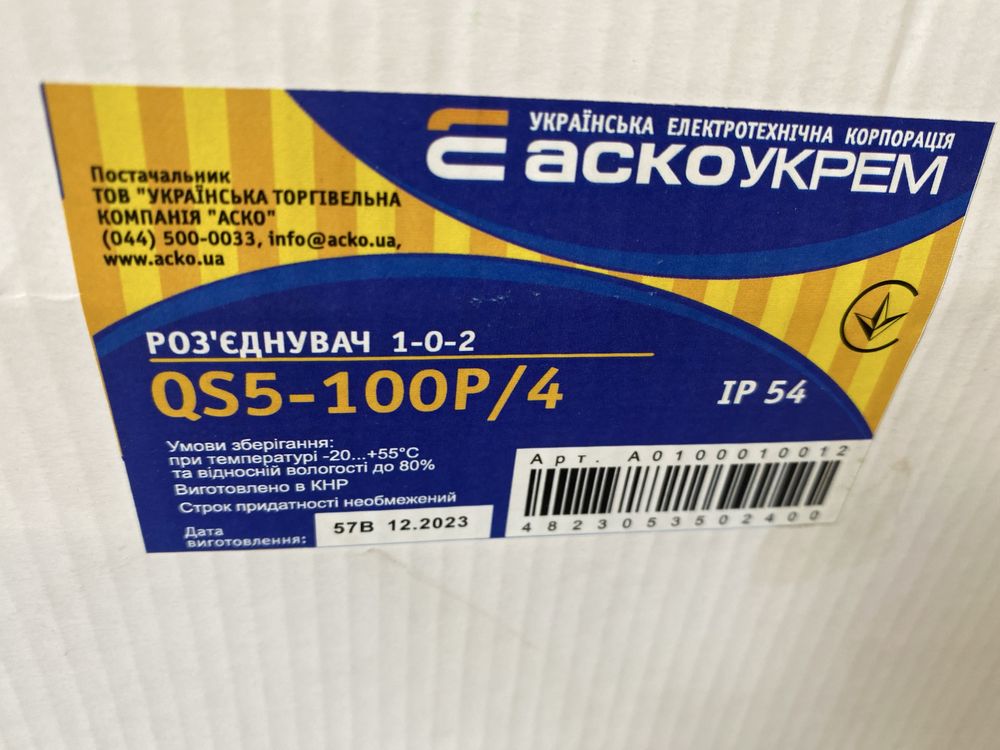 УКРАЇНСЬКА ЕЛЕКТРОТЕХНІЧНА КОРПОРАЦІЯ
аскоУКРЕМ
Постачальник
ТОВ "УКРАЇНСЬКА ТОРГІВЕЛЬНА
КОМПАНІЯ "АСКО"
(044) 500-0033, info@acko.ua,
www.acko.ua
РОЗ'ЄДНУВАЧ 1-0-2
QS5-100P/4
IP 54
Умови зберігання:
при температурі -20...+55°C
та відносній вологості до 80%
Виготовлено в КНР
Строк придатності необмежений
Дата
виготовлення:
57В 12.2023
Арт. A0100010012
4823053502400